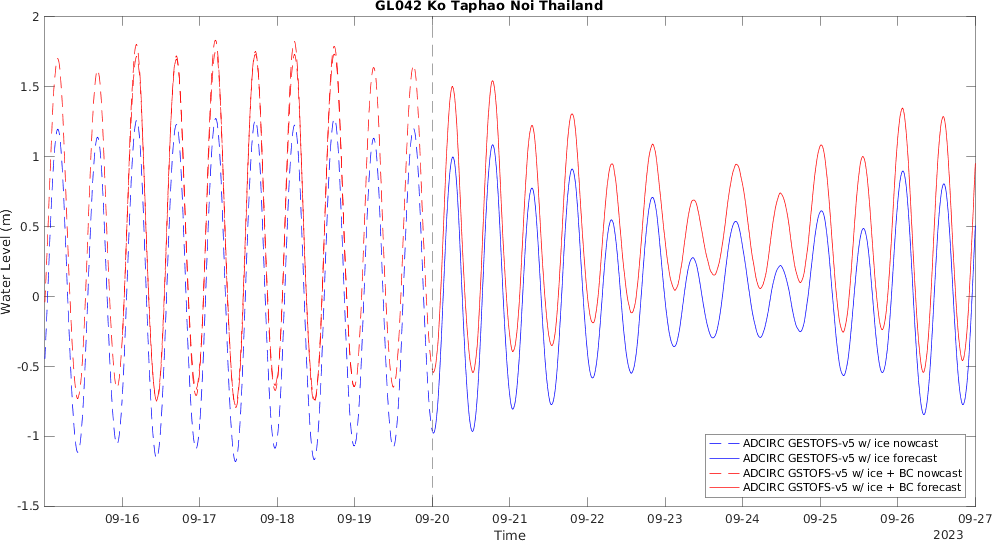 GL042 Ko Taphao Noi Thailand
2
1.5
1
0.5
0
-0.5
-1
-1.5
Water Level (m)
ADCIRC GESTOFS-v5 w/ ice nowcast
ADCIRC GESTOFS-v5 w/ ice forecast
ADCIRC GSTOFS-v5 w/ ice + BC nowcast
ADCIRC GSTOFS-v5 w/ ice + BC forecast
09-16 09-17 09-18 09-19 09-20 09-21 09-22 09-23 09-24 09-25 09-26 09-27
Time
2023